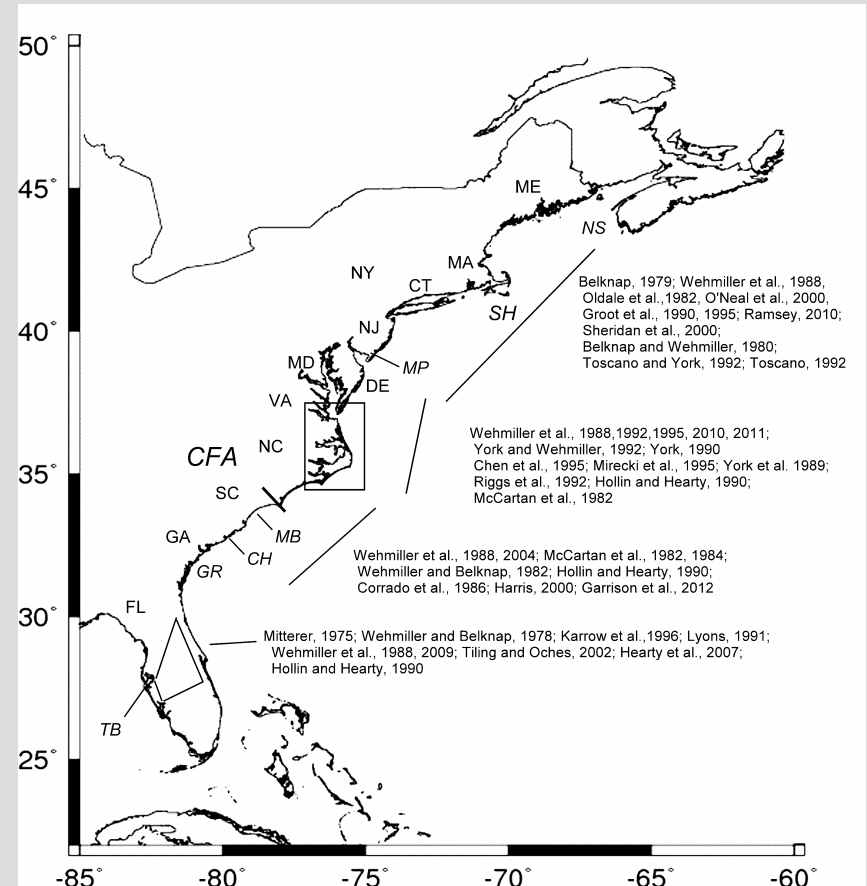 50°
45°
ME
NS
MA
NY
CT
SH
Belknap, 1979; Wehmiller et al., 1988,
Oldale et al.,1982, O'Neal et al., 2000,
Groot et al., 1990, 1995; Ramsey, 2010;
Sheridan et al., 2000;
Belknap and Wehmiller, 1980;
Toscano and York, 1992; Toscano, 1992
40°
NJ
MD
MP
DE
VA
NC
CFA
Wehmiller et al., 1988,1992,1995, 2010, 2011;
York and Wehmiller, 1992; York, 1990
Chen et al., 1995; Mirecki et al., 1995; York et al. 1989;
Riggs et al., 1992; Hollin and Hearty, 1990;
McCartan et al., 1982
35°
SC
GA
MB
CH
GR
Wehmiller et al., 1988, 2004; McCartan et al., 1982, 1984;
Wehmiller and Belknap, 1982; Hollin and Hearty, 1990;
Corrado et al., 1986; Harris, 2000; Garrison et al., 2012
30°
FL
Mitterer, 1975; Wehmiller and Belknap, 1978; Karrow et al.,1996; Lyons, 1991;
Wehmiller et al., 1988, 2009; Tiling and Oches, 2002; Hearty et al., 2007;
Hollin and Hearty, 1990
TB
25°
-85° -80° -75° -70° -65° -60°